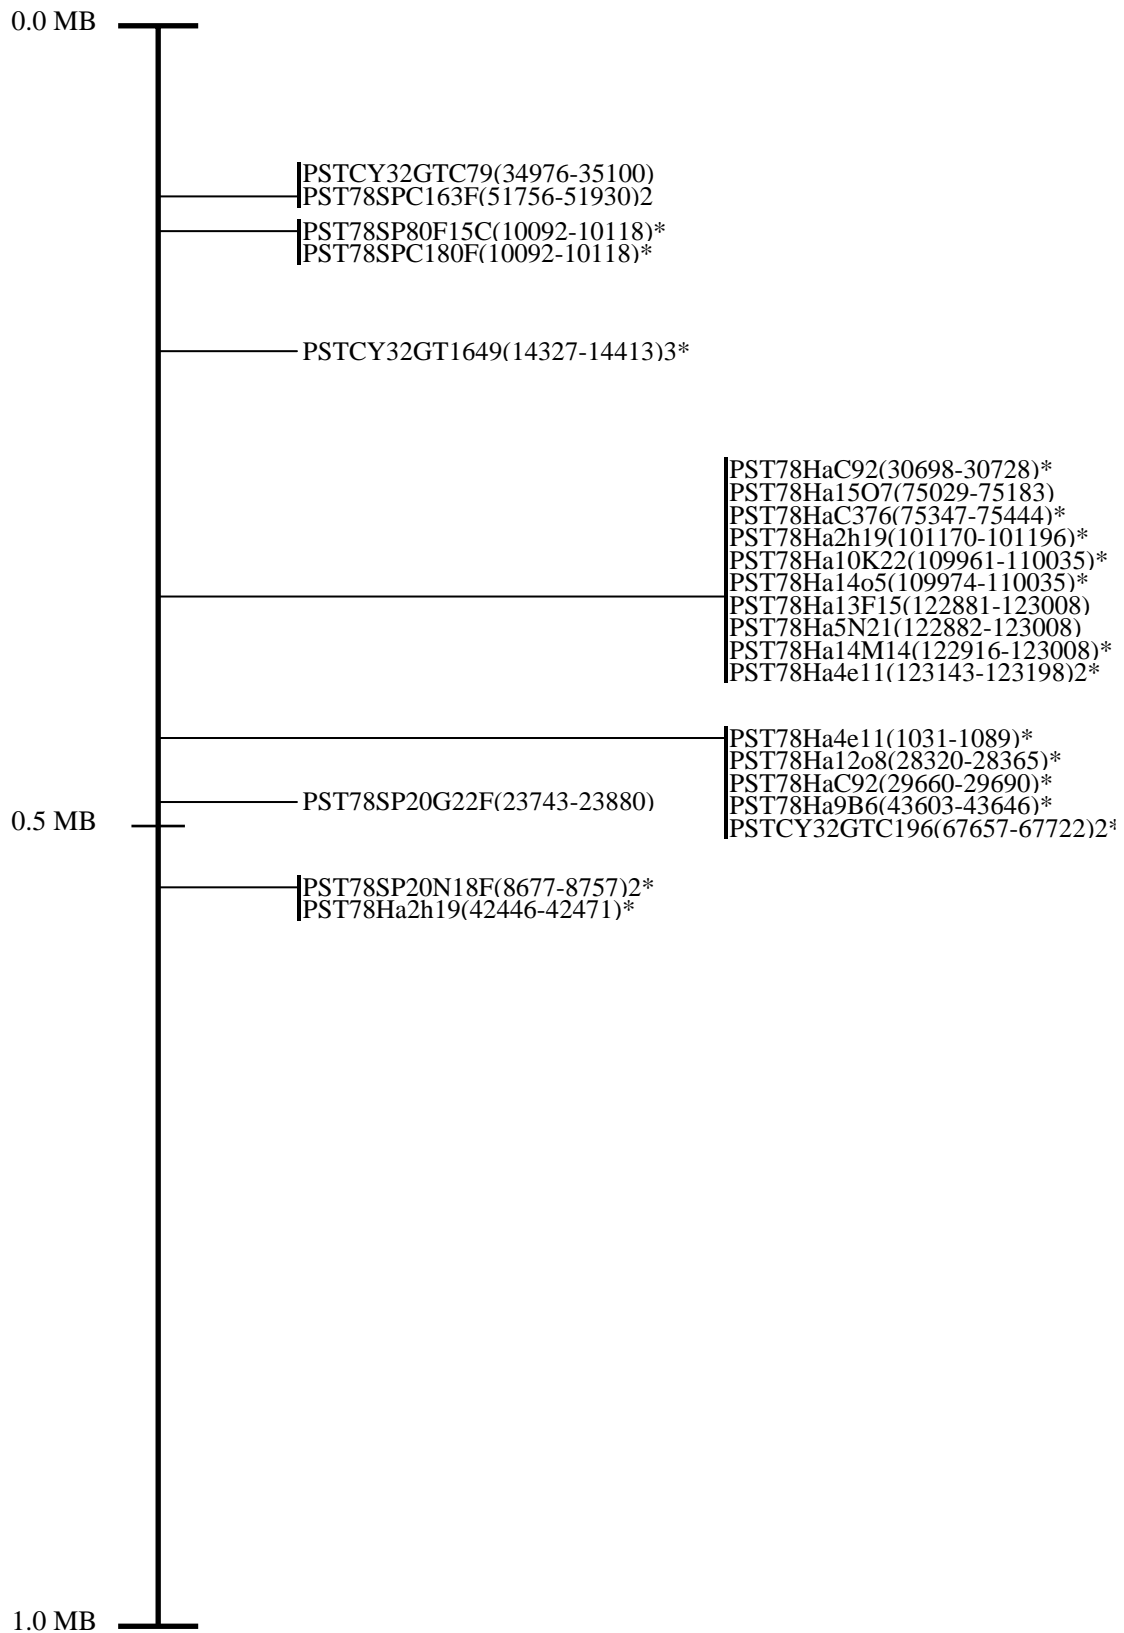 0.0 MB
PSTCY32GTC79(34976-35100)
PST78SPC163F(51756-51930)2
PST78SP80F15C(10092-10118)*
PST78SPC180F(10092-10118)*
PSTCY32GT1649(14327-14413)3*
PST78HaC92(30698-30728)*
PST78Ha15O7(75029-75183)
PST78HaC376(75347-75444)*
PST78Ha2h19(101170-101196)*
PST78Ha10K22(109961-110035)*
PST78Ha14o5(109974-110035)*
PST78Ha13F15(122881-123008)
PST78Ha5N21(122882-123008)
PST78Ha14M14(122916-123008)*
PST78Ha4e11(123143-123198)2*
PST78Ha4e11(1031-1089)*
PST78Ha12o8(28320-28365)*
PST78HaC92(29660-29690)*
PST78Ha9B6(43603-43646)*
PSTCY32GTC196(67657-67722)2*
PST78SP20G22F(23743-23880)
0.5 MB
PST78SP20N18F(8677-8757)2*
PST78Ha2h19(42446-42471)*
1.0 MB